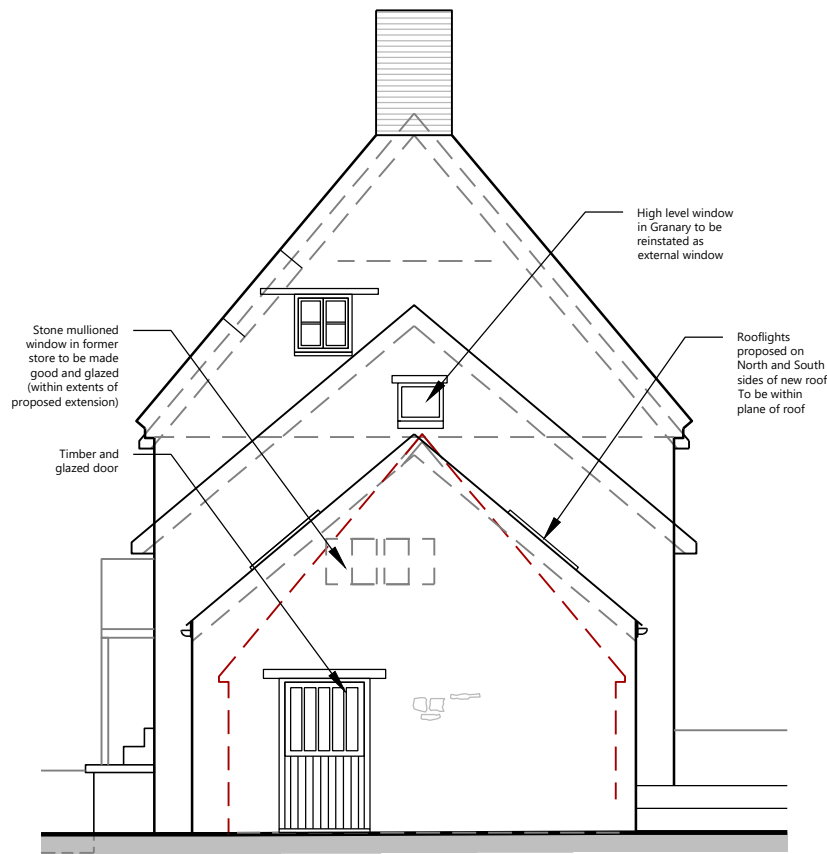 High level window
in Granary to be
reinstated as
external window
Stone mullioned
window in former
store to be made
good and glazed
(within extents of
proposed extension)
Rooflights
proposed on
North and South
sides of new roof
To be within
plane of roof
Timber and
glazed door